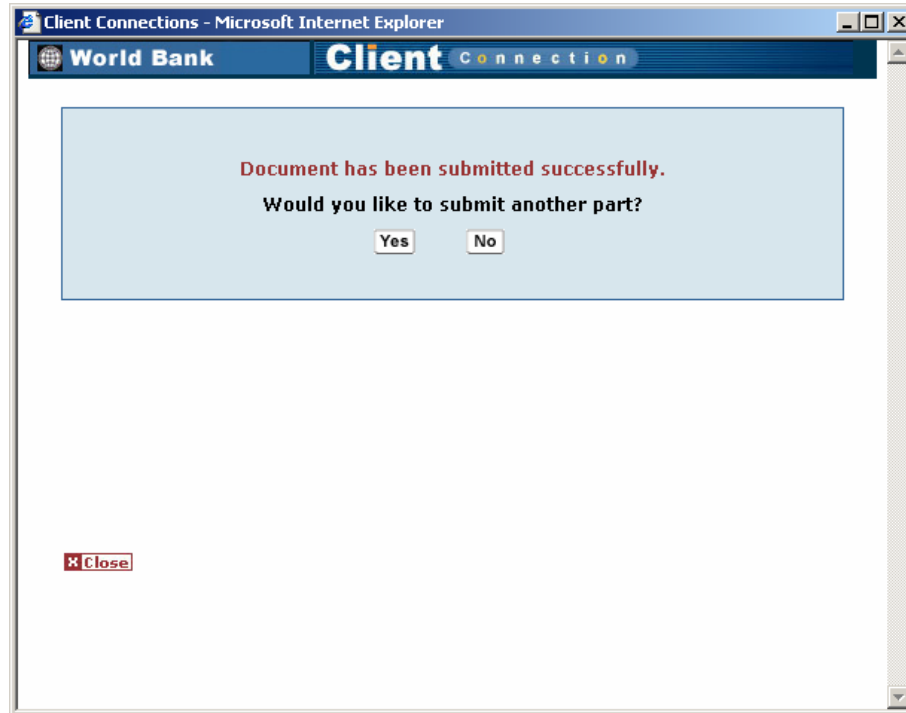 Client Connections - Microsoft Internet Explorer
World Bank
Client Connection
Document has been submitted successfully.
Would you like to submit another part?
Yes No
x Close